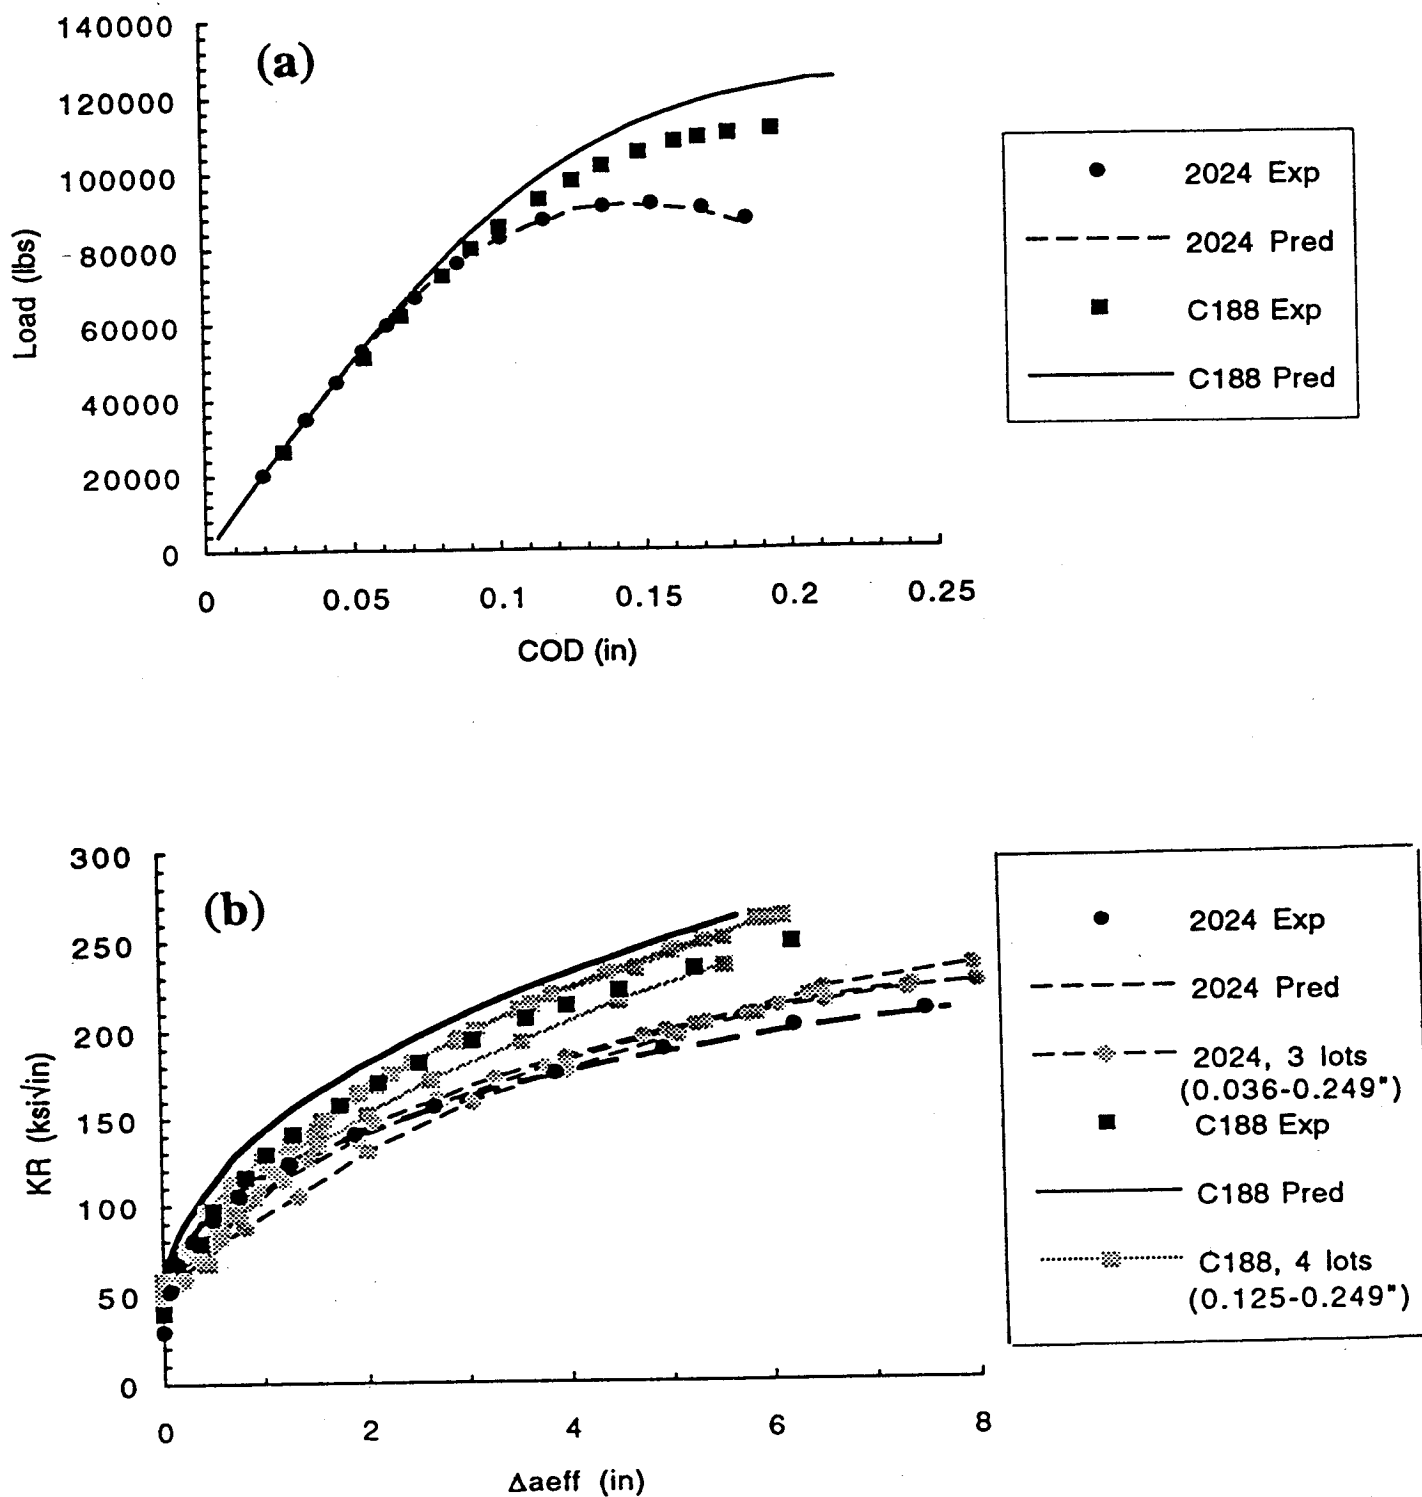 (a)
140000
120000
100000
80000
60000
40000
20000
0
Load (lbs)
0 0.05 0.1 0.15 0.2 0.25
COD (in)
2024 Exp
2024 Pred
C188 Exp
C188 Pred
(b)
300
250
200
150
100
50
0
KR (ksi√in)
0 2 4 6 8
Δaeff (in)
2024 Exp
2024 Pred
2024, 3 lots
(0.036-0.249")
C188 Exp
C188 Pred
C188, 4 lots
(0.125-0.249")